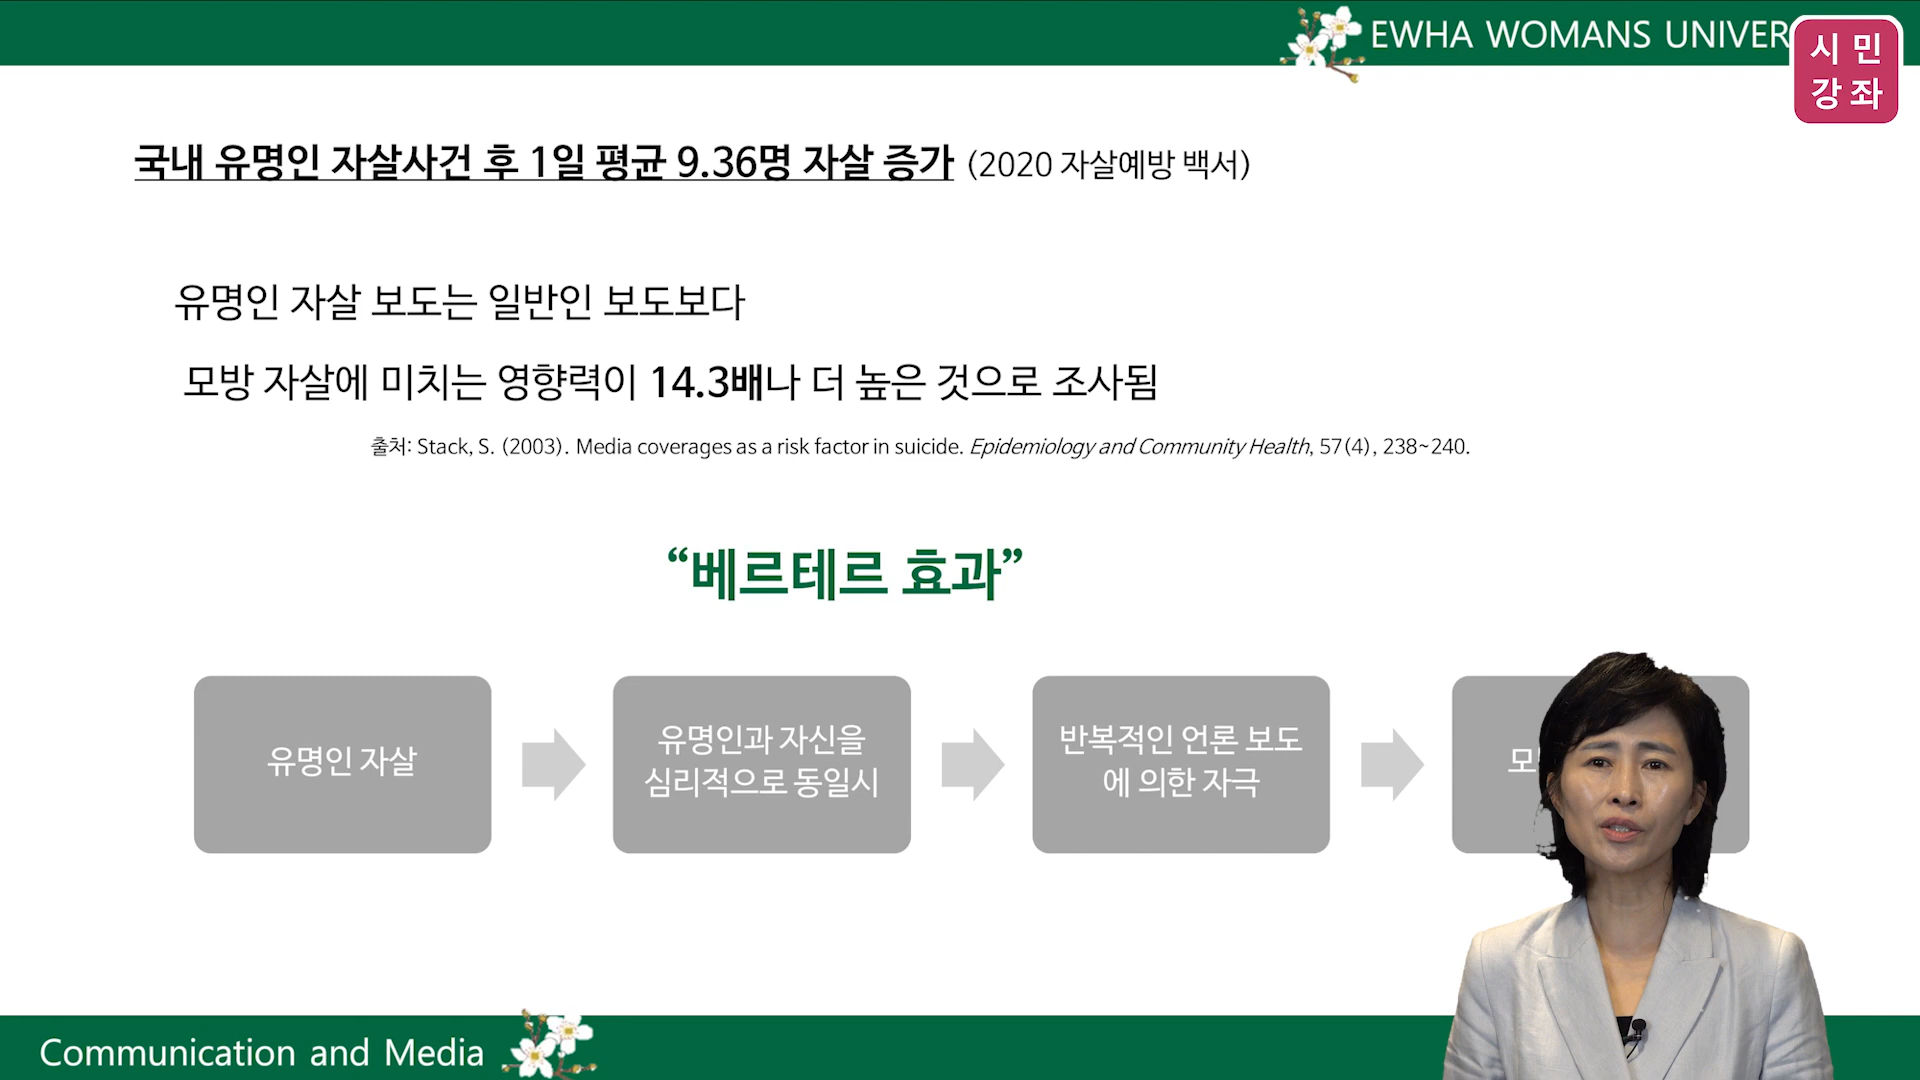 EWHA WOMANS UNIVER
시민
강좌
국내 유명인 자살사건 후 1일 평균 9.36명 자살 증가 (2020 자살예방 백서)
유명인 자살 보도는 일반인 보도보다
모방 자살에 미치는 영향력이 14.3배나 더 높은 것으로 조사됨
출처: Stack, S. (2003). Media coverages as a risk factor in suicide. Epidemiology and Community Health, 57(4), 238~240.
“베르테르 효과”
유명인 자살
유명인과 자신을
심리적으로 동일시
반복적인 언론 보도
에 의한 자극
Communication and Media